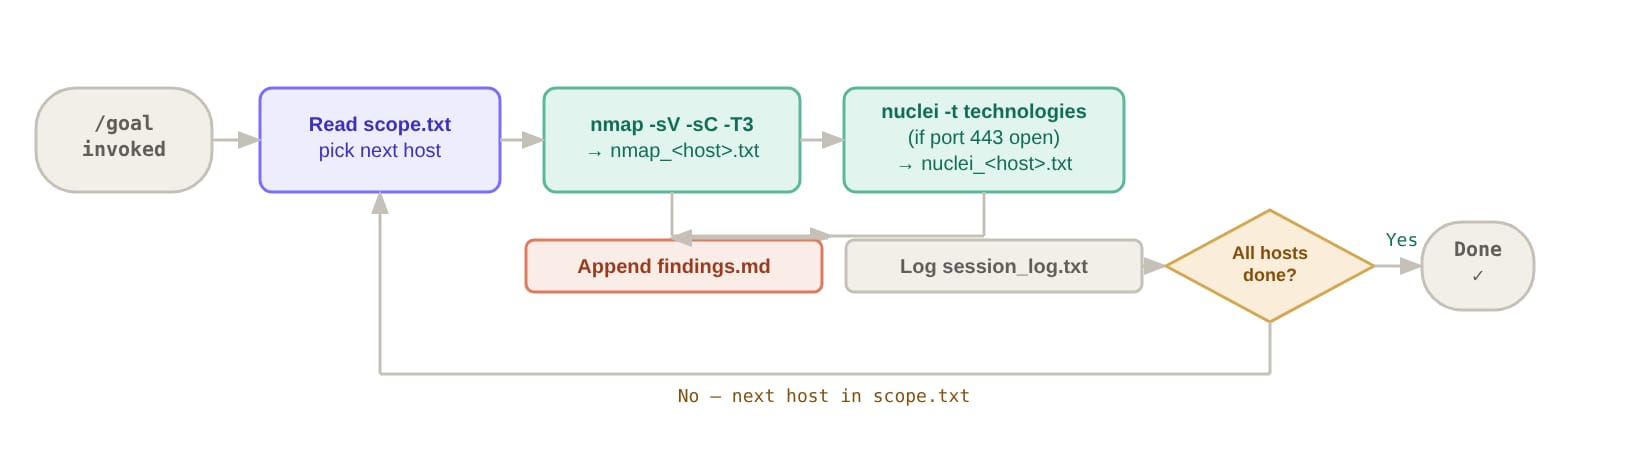 /goal
invoked
Read scope.txt
pick next host
nmap -sV -sC -T3
→ nmap_<host>.txt
nuclei -t technologies
(if port 443 open)
→ nuclei_<host>.txt
Append findings.md
Log session_log.txt
All hosts
done?
Yes
Done
✓
No — next host in scope.txt